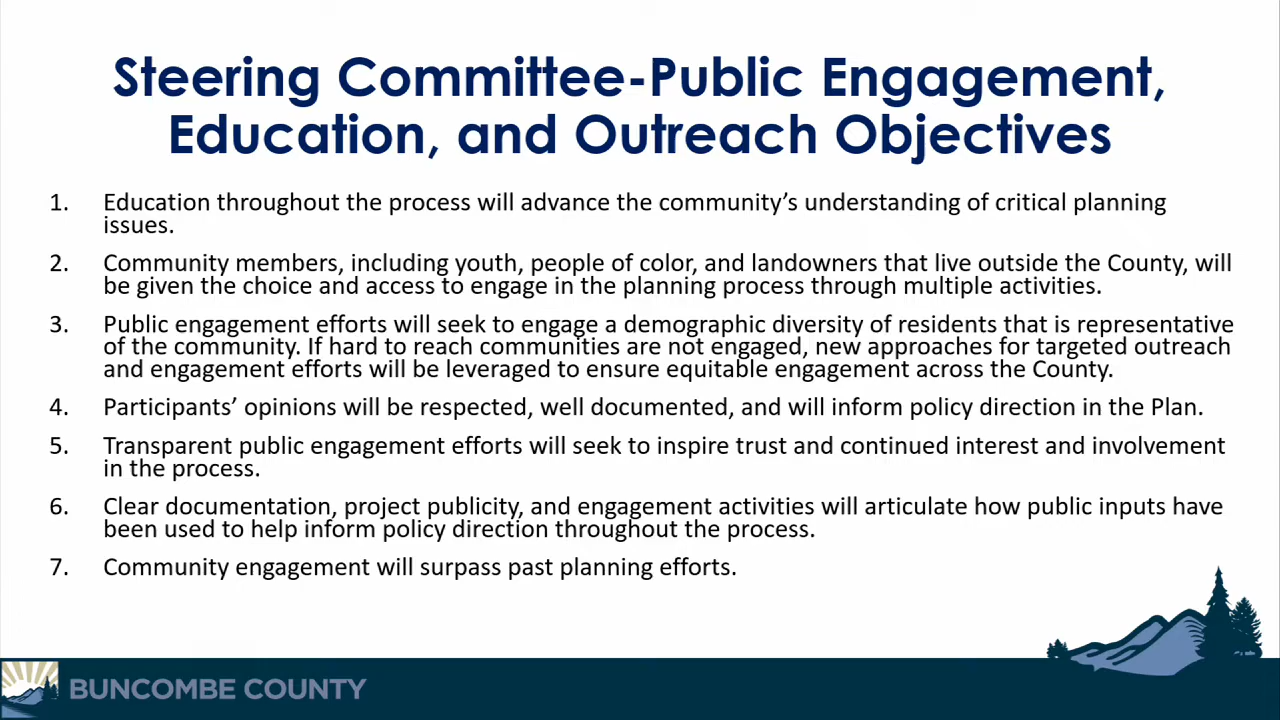 Steering Committee-Public Engagement,
Education, and Outreach Objectives
1. Education throughout the process will advance the community’s understanding of critical planning
issues.
2. Community members, including youth, people of color, and landowners that live outside the County, will
be given the choice and access to engage in the planning process through multiple activities.
3. Public engagement efforts will seek to engage a demographic diversity of residents that is representative
of the community. If hard to reach communities are not engaged, new approaches for targeted outreach
and engagement efforts will be leveraged to ensure equitable engagement across the County.
4. Participants’ opinions will be respected, well documented, and will inform policy direction in the Plan.
5. Transparent public engagement efforts will seek to inspire trust and continued interest and involvement
in the process.
6. Clear documentation, project publicity, and engagement activities will articulate how public inputs have
been used to help inform policy direction throughout the process.
7. Community engagement will surpass past planning efforts.
BUNCOMBE COUNTY